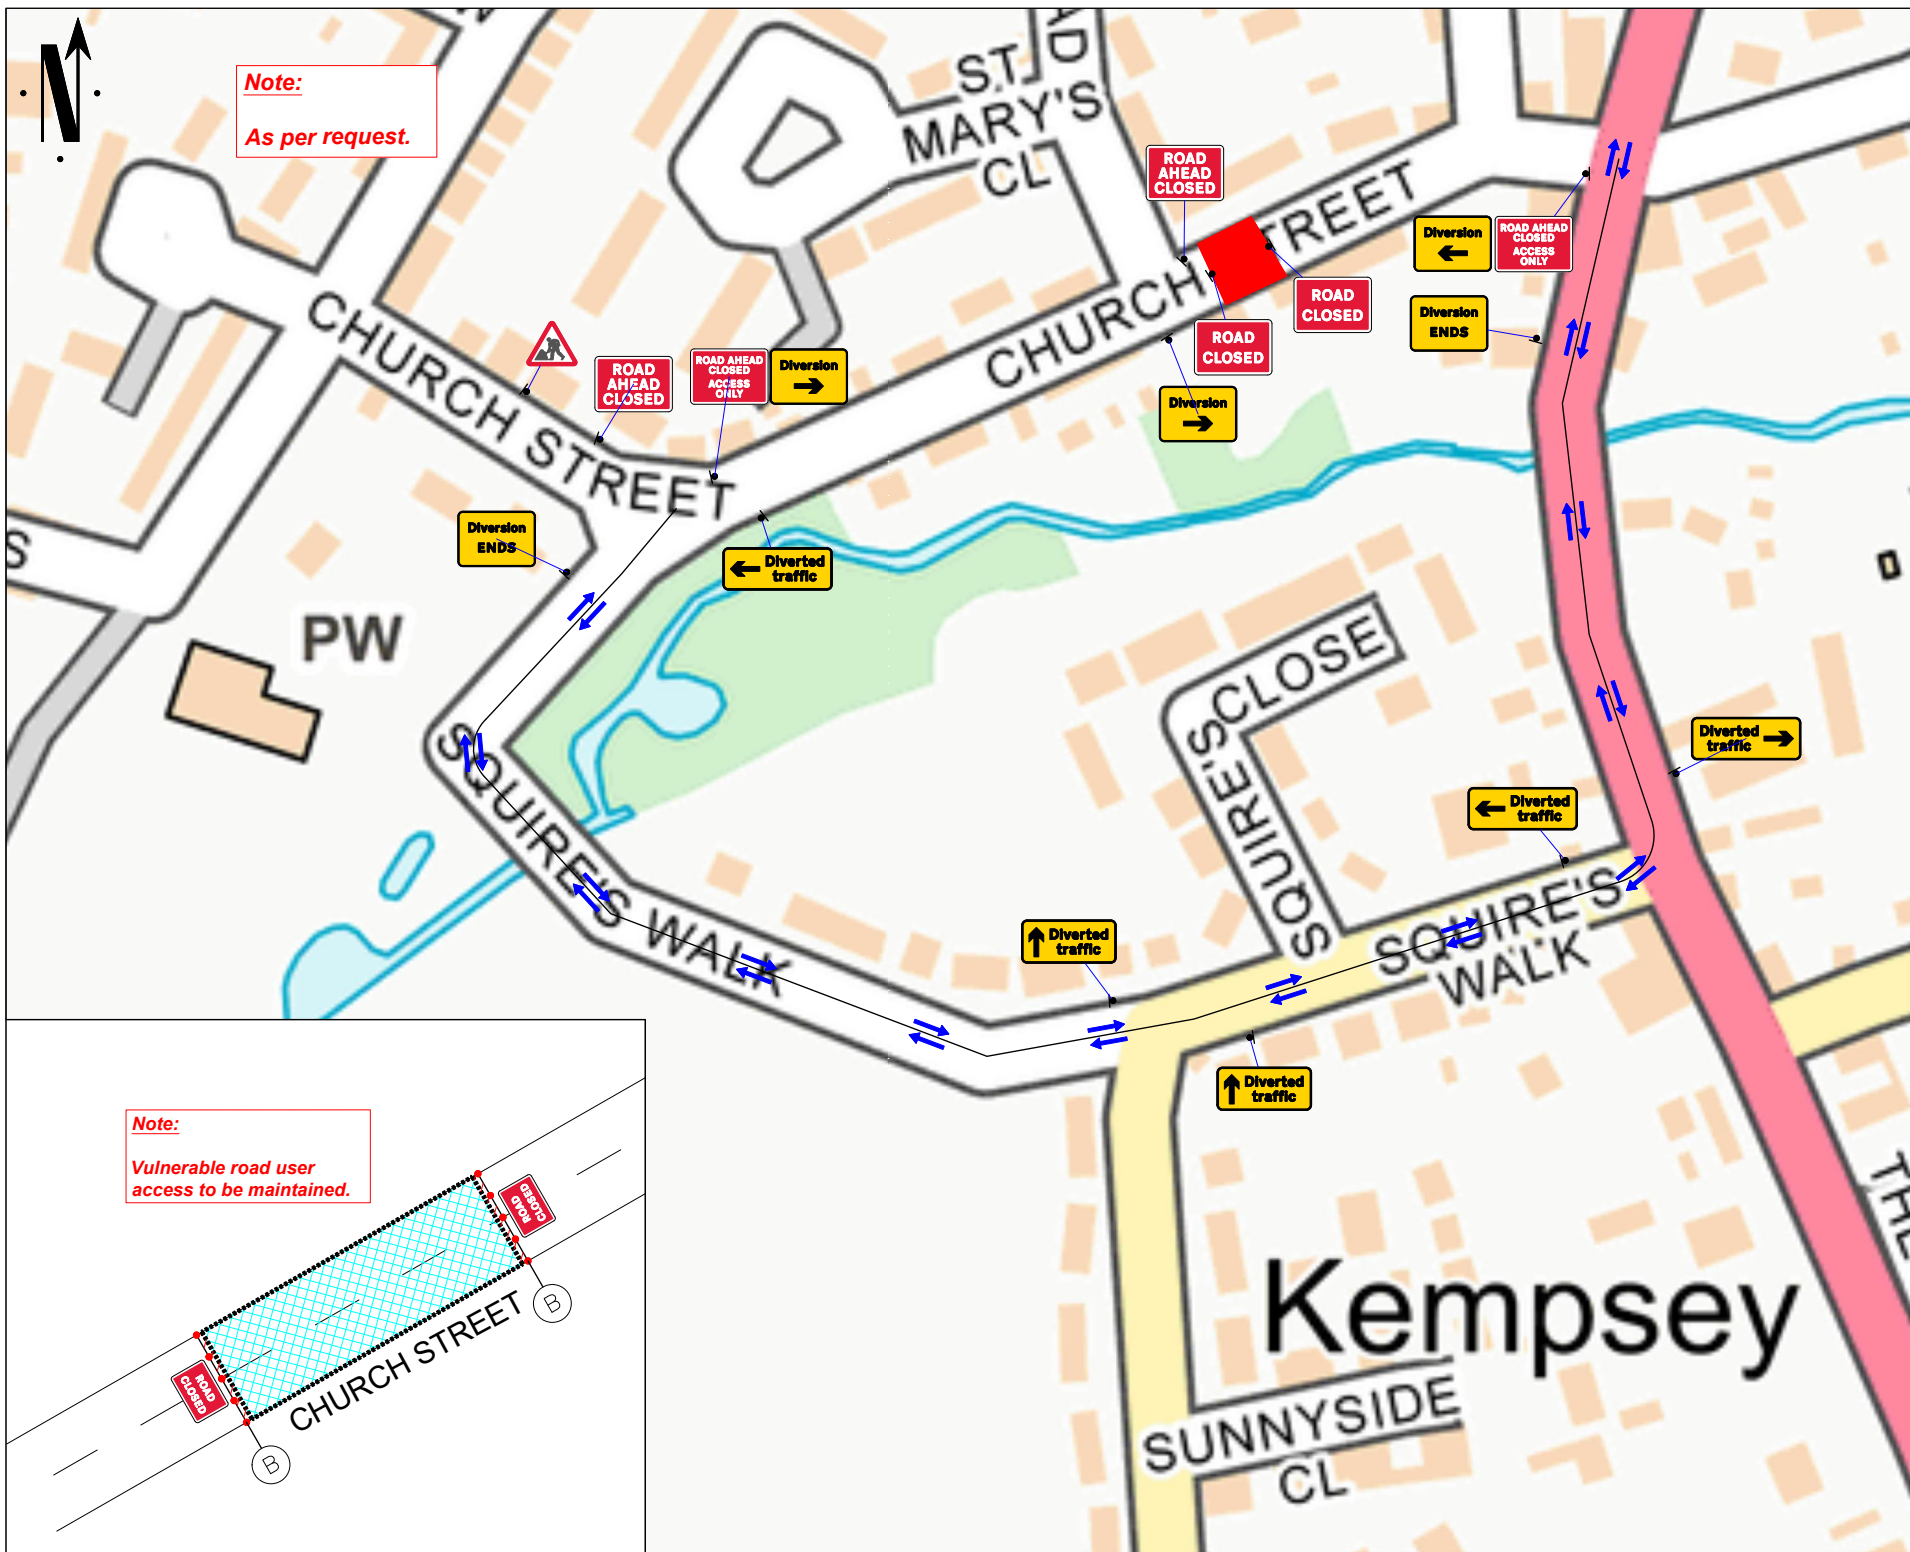 N
Note:
As per request.
ST
MARY'S
CL
AD
ROAD
AHEAD
CLOSED
CHURCH STREET
ROAD
CLOSED
ROAD
CLOSED
Diversion
ROAD AHEAD
CLOSED
ACCESS
ONLY
Diversion
ENDS
CHURCH STREET
ROAD
AHEAD
CLOSED
ROAD AHEAD
CLOSED
ACCESS
ONLY
Diversion
Diversion
Diversion
ENDS
Diverted
traffic
S
PW
SQUIRE'S CLOSE
Diverted
traffic
Diverted
traffic
SQUIRE'S WALK
SQUIRE'S
WALK
Diverted
traffic
Diverted
traffic
Note:
Vulnerable road user
access to be maintained.
ROAD
CLOSED
ROAD
CLOSED
CHURCH STREET
B
B
THE
Kempsey
SUNNYSIDE
CL